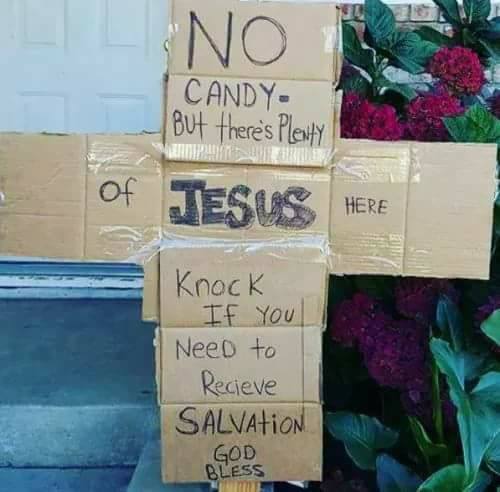 NO
CANDY-
But there's Plenty
Of JESUS HERE
Knock
If You
NeeD to
Recieve
SALVAtioN
GOD
BLESS